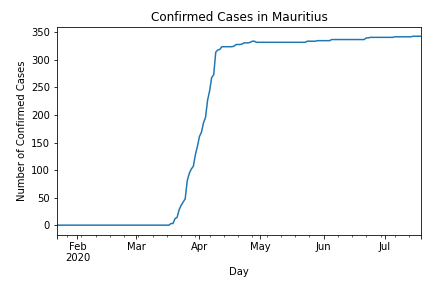 Confirmed Cases in Mauritius
350
300
250
200
150
100
50
0
Number of Confirmed Cases
Feb Mar Apr May Jun Jul
2020
Day